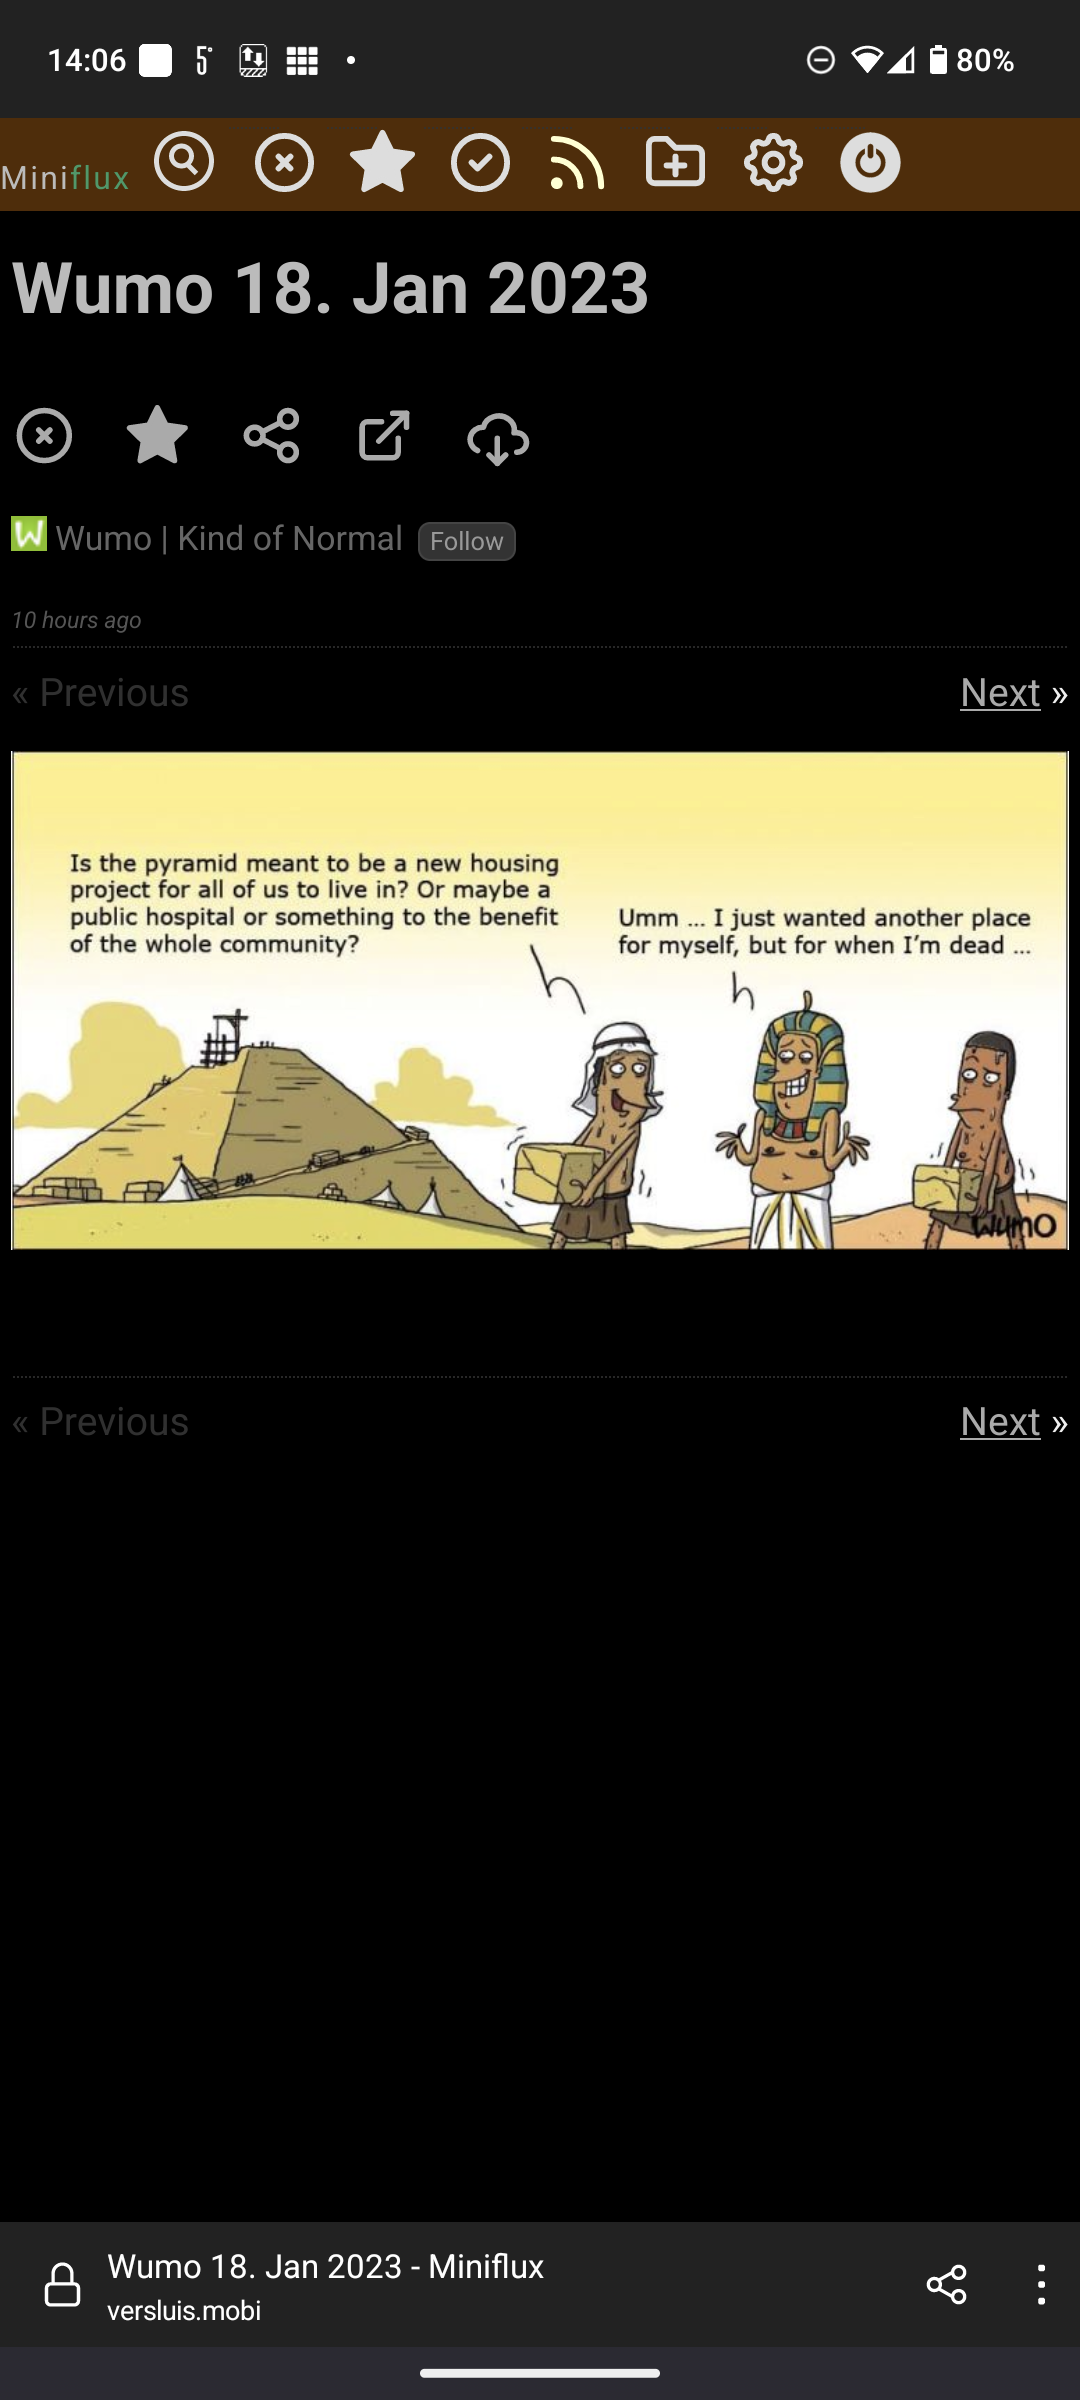 14:06 5° 80%
Miniflux
Wumo 18. Jan 2023
W Wumo | Kind of Normal Follow
10 hours ago
« Previous Next »
Is the pyramid meant to be a new housing
project for all of us to live in? Or maybe a
public hospital or something to the benefit
of the whole community?
Umm ... I just wanted another place
for myself, but for when I’m dead ...
WumO
« Previous Next »
Wumo 18. Jan 2023 - Miniflux
versluis.mobi